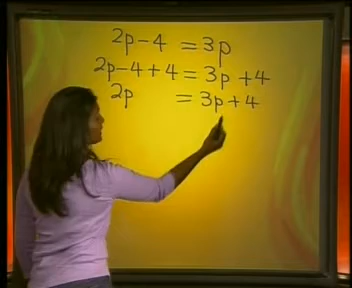 2p-4 = 3p
2p-4+4 = 3p+4
2p = 3p+4